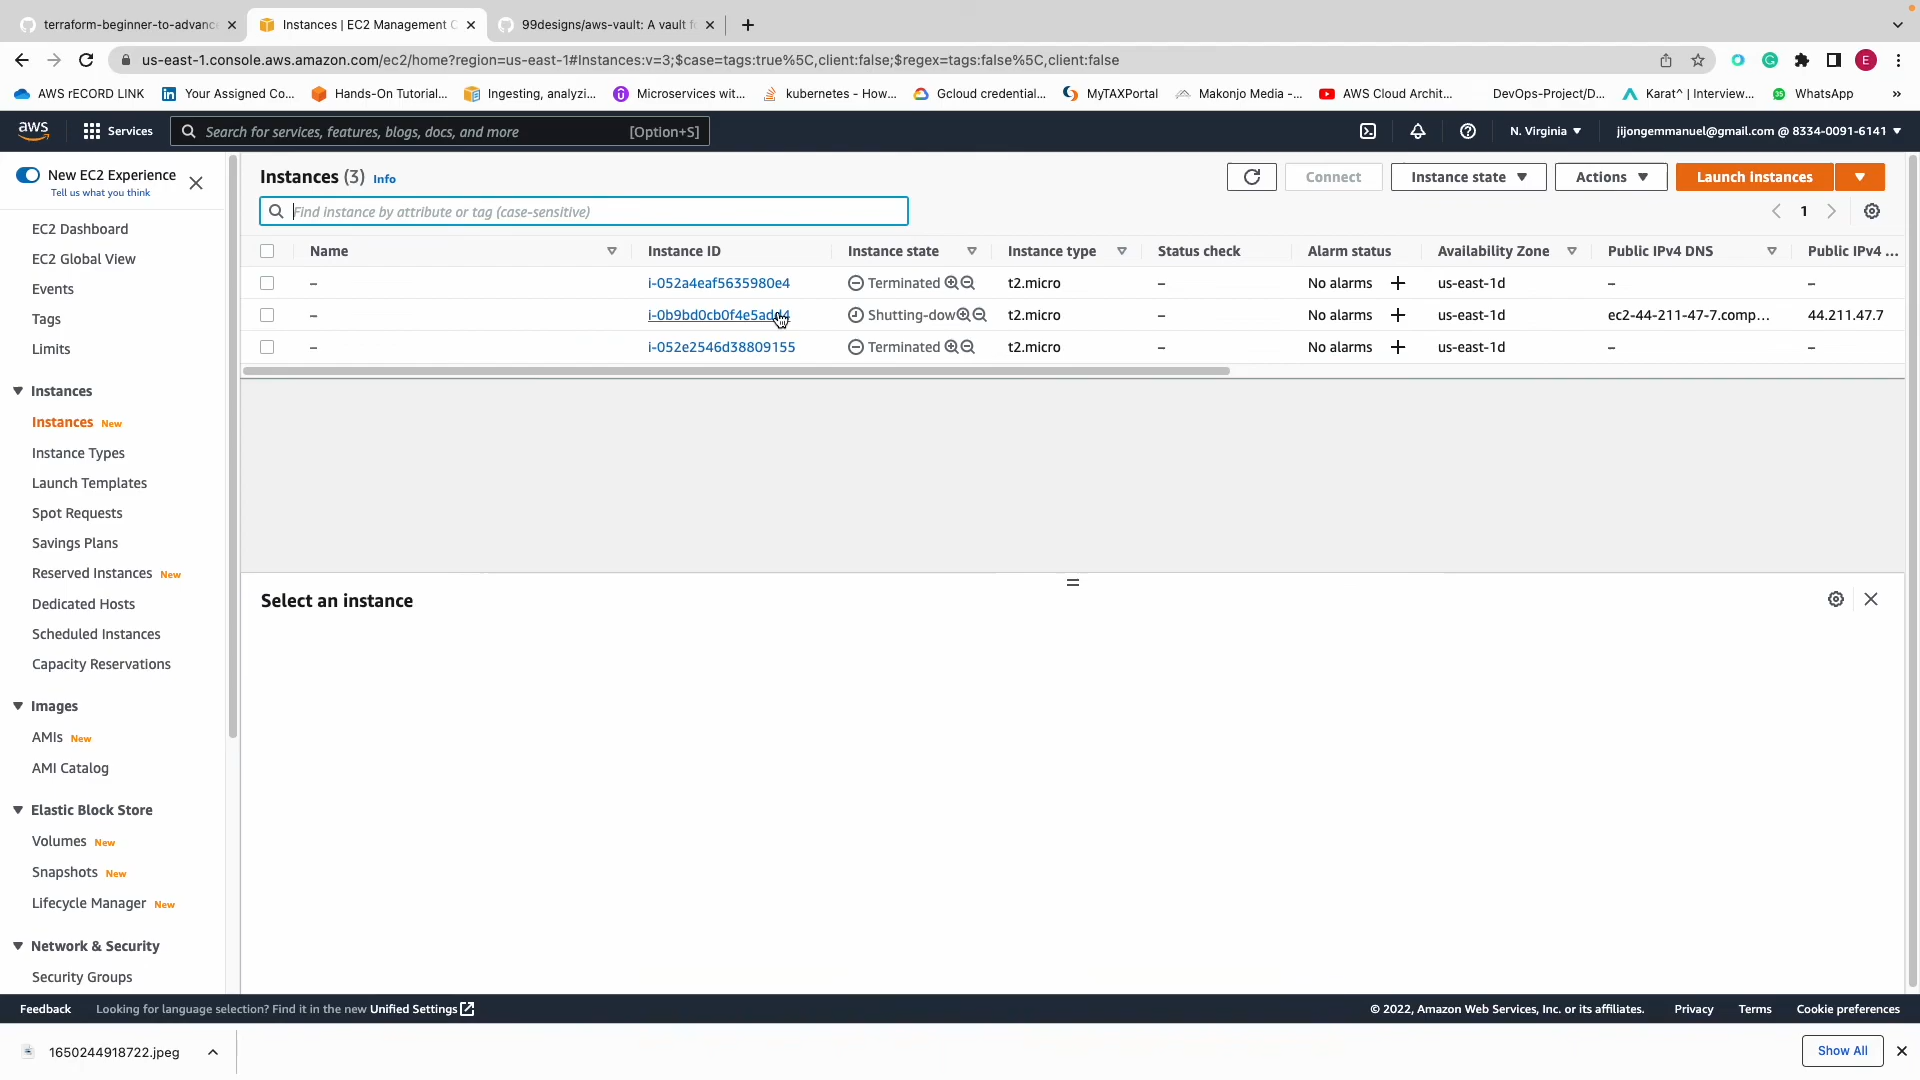 terraform-beginner-to-advance
Instances | EC2 Management C
99designs/aws-vault: A vault f
us-east-1.console.aws.amazon.com/ec2/home?region=us-east-1#Instances:v=3;$case=tags:true%5C,client:false;$regex=tags:false%5C,client:false
E
AWS rECORD LINK
Your Assigned Co...
Hands-On Tutorial...
Ingesting, analyzi...
Microservices wit...
kubernetes - How...
Gcloud credential...
MyTAXPortal
Makonjo Media -...
AWS Cloud Archit...
DevOps-Project/D...
Karat^ | Interview...
WhatsApp
»
aws
Services
Search for services, features, blogs, docs, and more
[Option+S]
N. Virginia
jijongemmanuel@gmail.com @ 8334-0091-6141
New EC2 Experience
Tell us what you think
EC2 Dashboard
EC2 Global View
Events
Tags
Limits
Instances
Instances New
Instance Types
Launch Templates
Spot Requests
Savings Plans
Reserved Instances New
Dedicated Hosts
Scheduled Instances
Capacity Reservations
Images
AMIs New
AMI Catalog
Elastic Block Store
Volumes New
Snapshots New
Lifecycle Manager New
Network & Security
Security Groups
Instances (3) Info
Connect
Instance state
Actions
Launch instances
Find instance by attribute or tag (case-sensitive)
1
Name Instance ID Instance state Instance type Status check Alarm status Availability Zone Public IPv4 DNS Public IPv4 ...
– i-052a4eaf5635980e4 Terminated t2.micro – No alarms + us-east-1d – –
– Shutting-dow t2.micro – No alarms + us-east-1d ec2-44-211-47-7.comp... 44.211.47.7
– i-052e2546d38809155 Terminated t2.micro – No alarms + us-east-1d – –
Select an instance
Feedback
Looking for language selection? Find it in the new Unified Settings
© 2022, Amazon Web Services, Inc. or its affiliates.
Privacy
Terms
Cookie preferences
1650244918722.jpeg
Show All